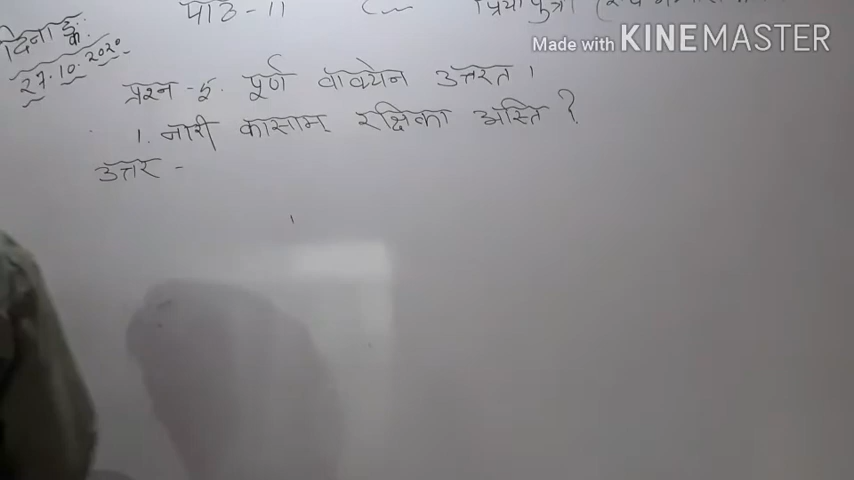 पाठ-11
Made with KINEMASTER
दिनाङ्क:
27.10.2020
प्रश्न-5. पूर्ण वाक्येन उत्तरत।
1. नारी कासाम् रक्षिका अस्ति?
उत्तर -